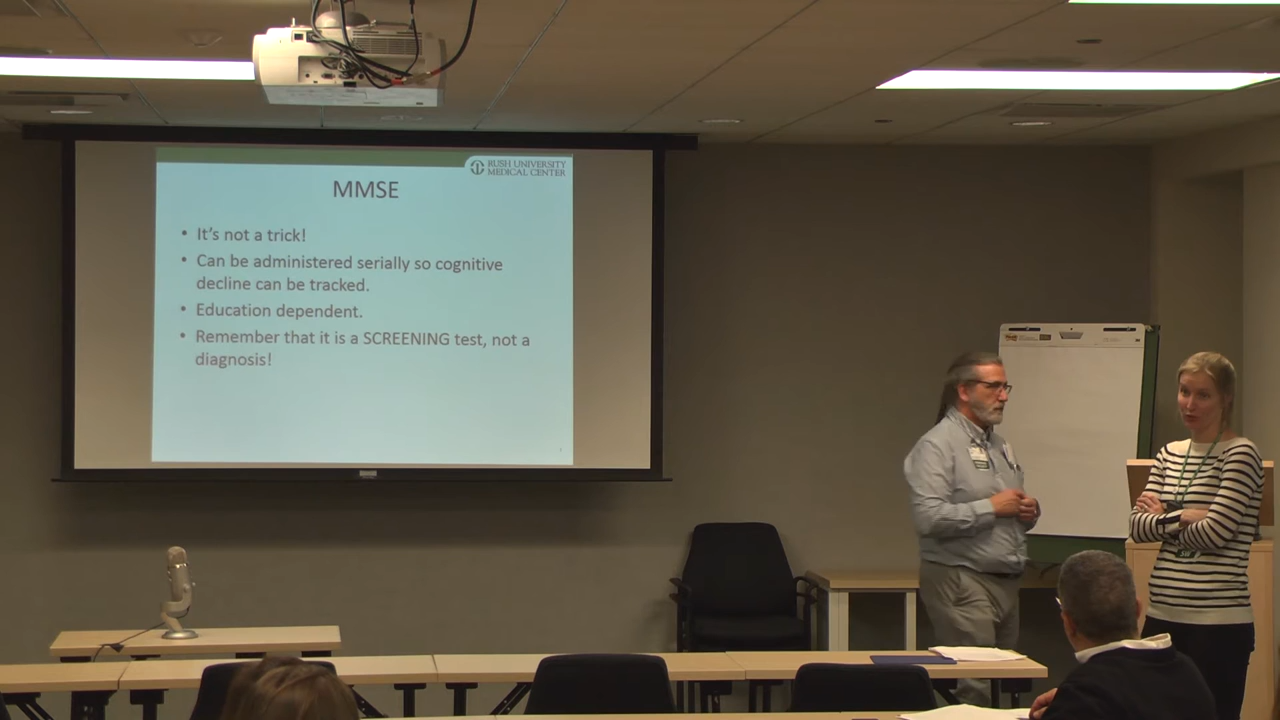 RUSH UNIVERSITY
MEDICAL CENTER
MMSE
• It's not a trick!
• Can be administered serially so cognitive
decline can be tracked.
• Education dependent.
• Remember that it is a SCREENING test, not a
diagnosis!